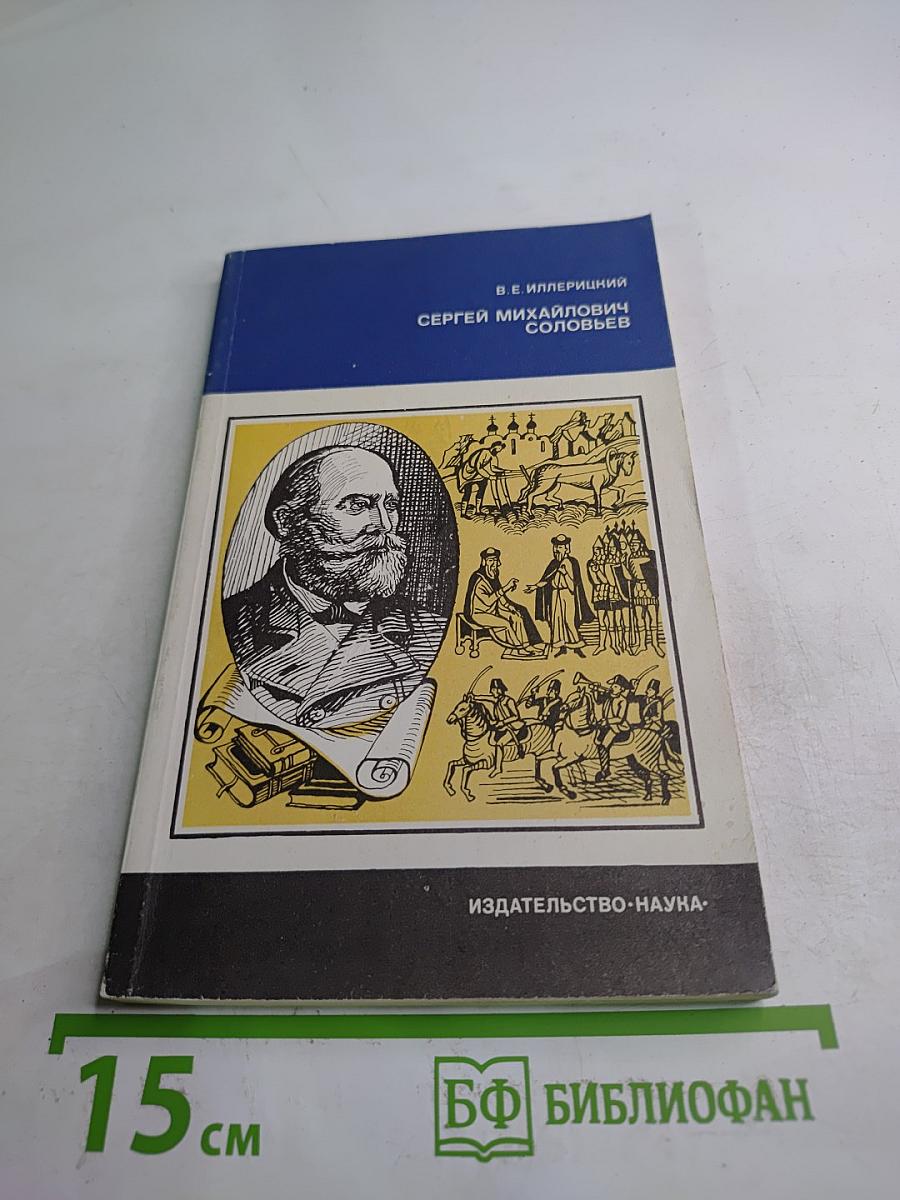 В. Е. ИЛЛЕРИЦКИЙ
СЕРГЕЙ МИХАЙЛОВИЧ
СОЛОВЬЕВ
ИЗДАТЕЛЬСТВО·НАУКА·
15 см
БФ БИБЛИОФАН